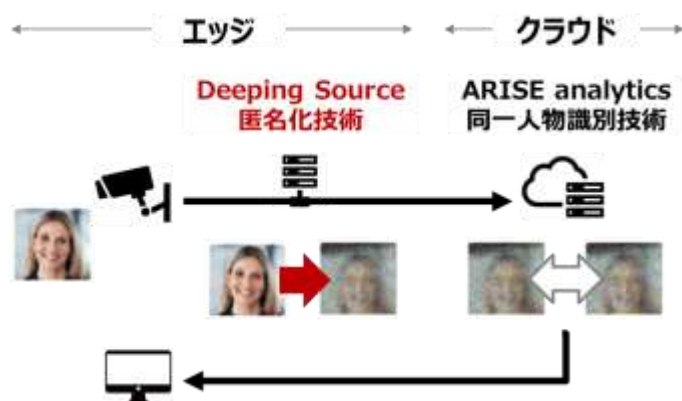 エッジ
クラウド
Deeping Source
匿名化技術
ARISE analytics
同一人物識別技術